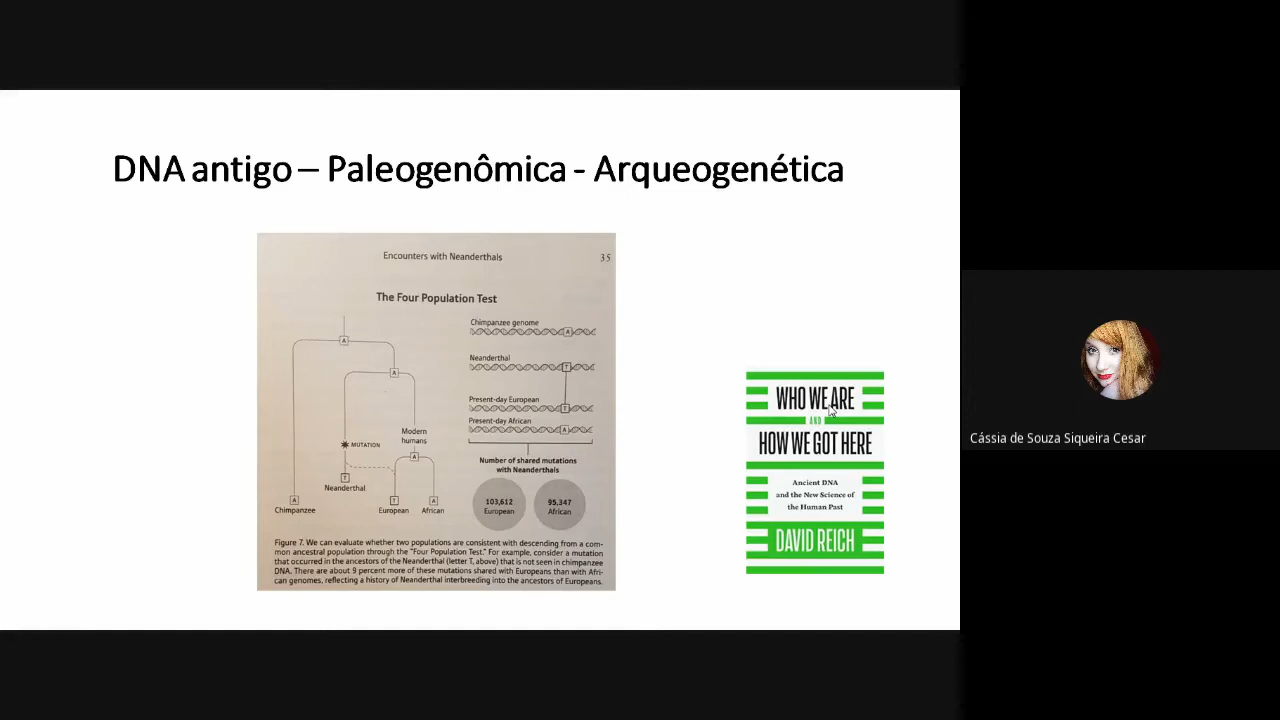 DNA antigo – Paleogenômica - Arqueogenética
Encounters with Neanderthals
35
The Four Population Test
A
A
MUTATION
Modern
humans
A
T
Neanderthal
A
Chimpanzee
T
European
A
African
Chimpanzee genome
A
Neanderthal
T
Present-day European
T
Present-day African
A
Number of shared mutations
with Neanderthals
103,612
European
95,347
African
Figure 7. We can evaluate whether two populations are consistent with descending from a com-
mon ancestral population through the "Four Population Test." For example, consider a mutation
that occurred in the ancestors of the Neanderthal (letter T, above) that is not seen in chimpanzee
DNA. There are about 9 percent more of these mutations shared with Europeans than with Afri-
can genomes, reflecting a history of Neanderthal interbreeding into the ancestors of Europeans.
WHO WE ARE
AND
HOW WE GOT HERE
Ancient DNA
and the New Science of
the Human Past
DAVID REICH
Cássia de Souza Siqueira Cesar